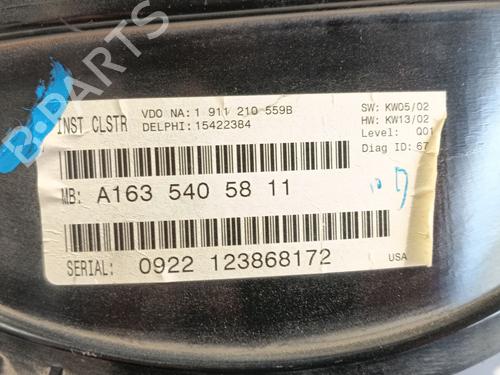 B-PARTS
INST CLSTR
VDO NA: 1 911 210 559B
DELPHI: 15422384
SW: KW05/02
HW: KW13/02
Level: Q01
Diag ID: 67
MB: A163 540 58 11
SERIAL: 0922 123868172
USA